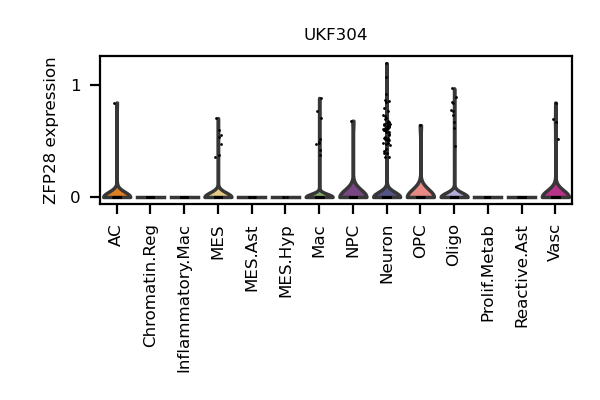 UKF304
ZFP28 expression
1
0
AC
Chromatin.Reg
Inflammatory.Mac
MES
MES.Ast
MES.Hyp
Mac
NPC
Neuron
OPC
Oligo
Prolif.Metab
Reactive.Ast
Vasc